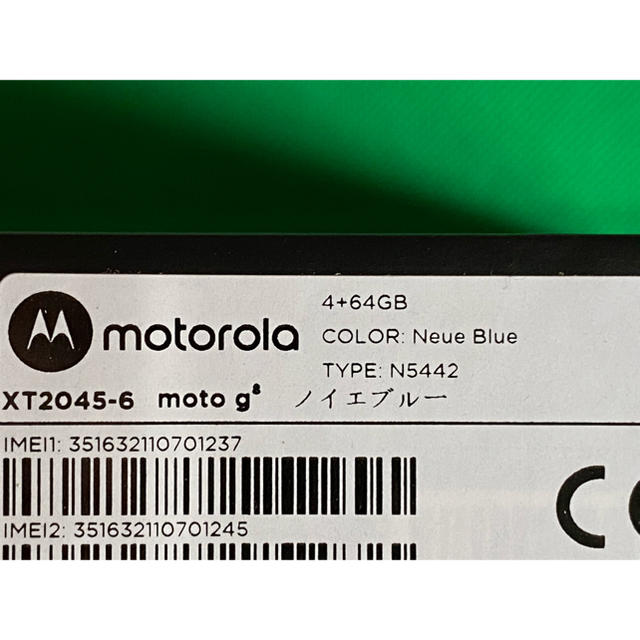 motorola
4+64GB
COLOR: Neue Blue
TYPE: N5442
XT2045-6 moto g⁸ ノイエブルー
IMEI1: 351632110701237
IMEI2: 351632110701245
CE